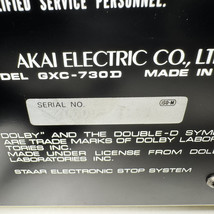 LIFIED SERVICE PERSONNEL.
AKAI ELECTRIC CO., LT
DEL GXC-730D MADE IN
SERIAL NO.
"DOLBY" AND THE DOUBLE-D SYM
ARE TRADE MARKS OF DOLBY LABOR
TORIES INC.
MADE UNDER LICENSE FROM DOL
LABORATORIES INC.
STAAR ELECTRONIC STOP SYSTEM